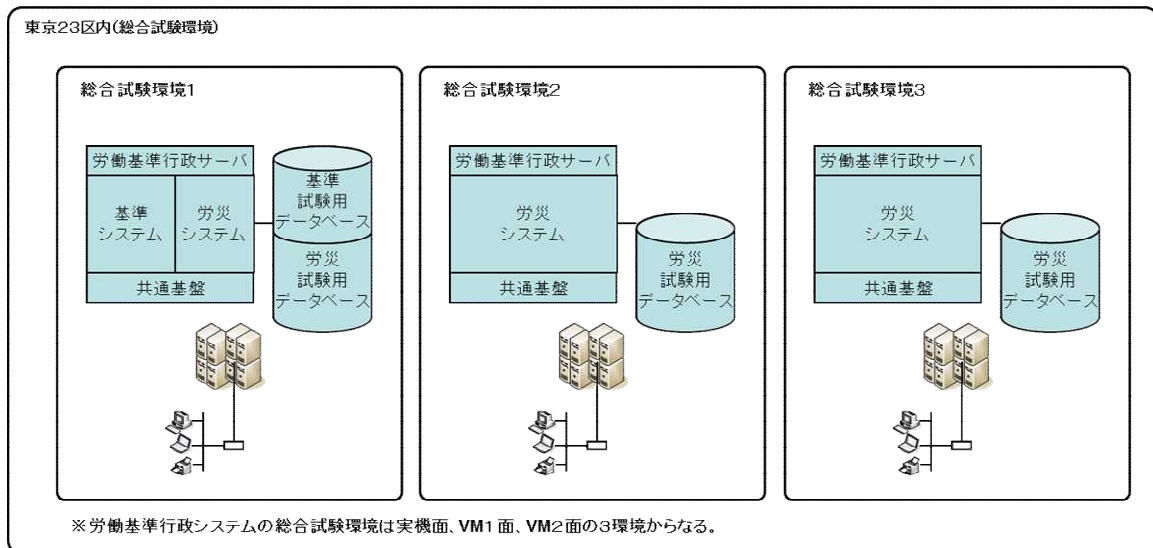 東京23区内(総合試験環境)
総合試験環境1
労働基準行政サーバ
基準
システム
労災
システム
共通基盤
基準
試験用
データベース
労災
試験用
データベース
総合試験環境2
労働基準行政サーバ
労災
システム
共通基盤
労災
試験用
データベース
総合試験環境3
労働基準行政サーバ
労災
システム
共通基盤
労災
試験用
データベース
※労働基準行政システムの総合試験環境は実機面、VM1面、VM2面の3環境からなる。